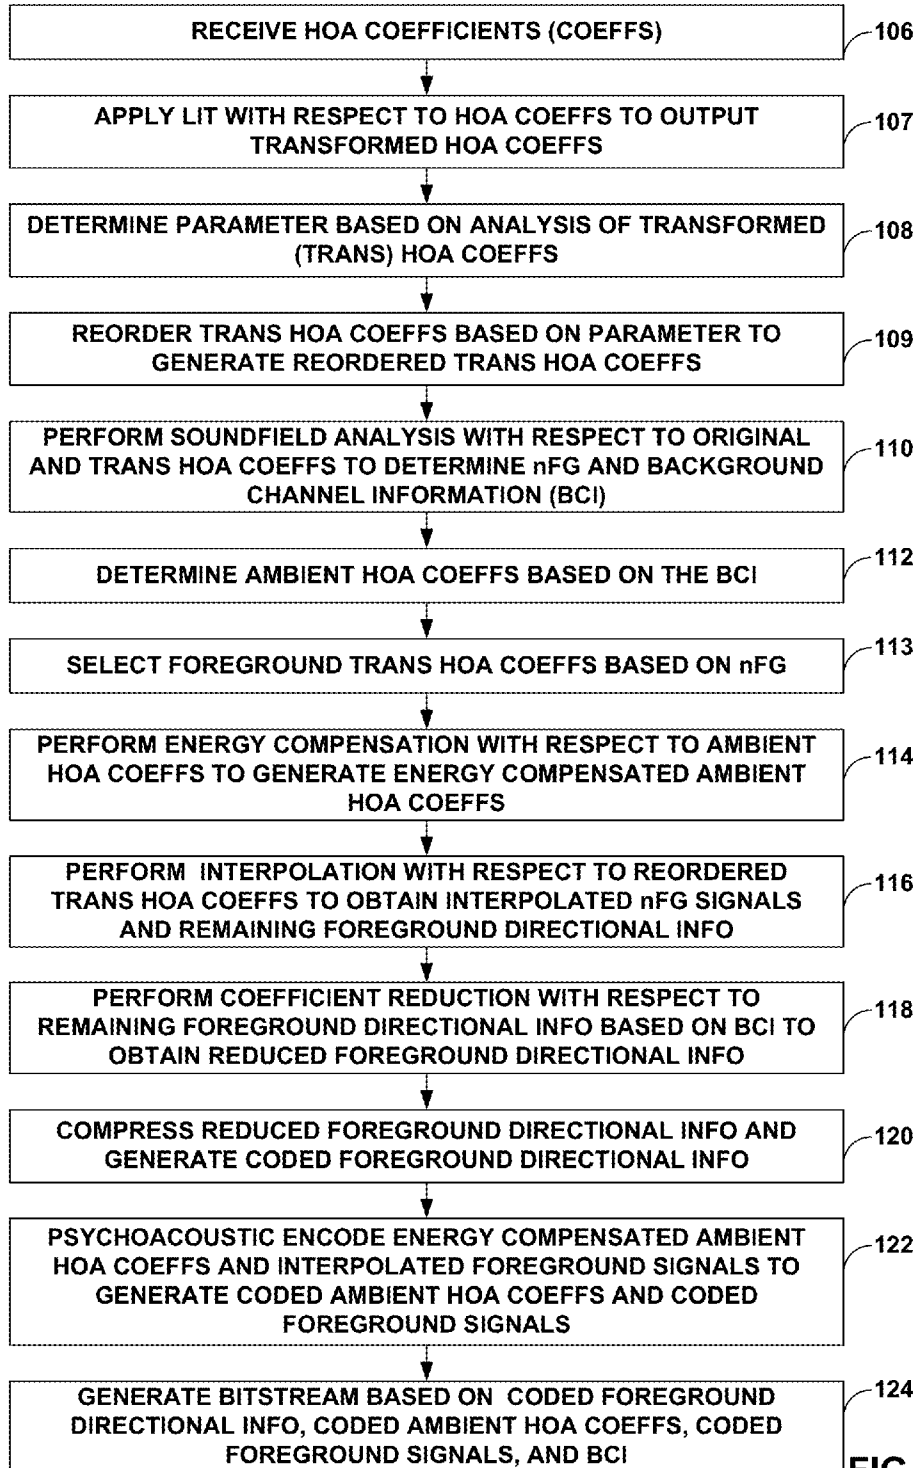 RECEIVE HOA COEFFICIENTS (COEFFS)
106
APPLY LIT WITH RESPECT TO HOA COEFFS TO OUTPUT
TRANSFORMED HOA COEFFS
107
DETERMINE PARAMETER BASED ON ANALYSIS OF TRANSFORMED
(TRANS) HOA COEFFS
108
REORDER TRANS HOA COEFFS BASED ON PARAMETER TO
GENERATE REORDERED TRANS HOA COEFFS
109
PERFORM SOUNDFIELD ANALYSIS WITH RESPECT TO ORIGINAL
AND TRANS HOA COEFFS TO DETERMINE nFG AND BACKGROUND
CHANNEL INFORMATION (BCI)
110
DETERMINE AMBIENT HOA COEFFS BASED ON THE BCI
112
SELECT FOREGROUND TRANS HOA COEFFS BASED ON nFG
113
PERFORM ENERGY COMPENSATION WITH RESPECT TO AMBIENT
HOA COEFFS TO GENERATE ENERGY COMPENSATED AMBIENT
HOA COEFFS
114
PERFORM INTERPOLATION WITH RESPECT TO REORDERED
TRANS HOA COEFFS TO OBTAIN INTERPOLATED nFG SIGNALS
AND REMAINING FOREGROUND DIRECTIONAL INFO
116
PERFORM COEFFICIENT REDUCTION WITH RESPECT TO
REMAINING FOREGROUND DIRECTIONAL INFO BASED ON BCI TO
OBTAIN REDUCED FOREGROUND DIRECTIONAL INFO
118
COMPRESS REDUCED FOREGROUND DIRECTIONAL INFO AND
GENERATE CODED FOREGROUND DIRECTIONAL INFO
120
PSYCHOACOUSTIC ENCODE ENERGY COMPENSATED AMBIENT
HOA COEFFS AND INTERPOLATED FOREGROUND SIGNALS TO
GENERATE CODED AMBIENT HOA COEFFS AND CODED
FOREGROUND SIGNALS
122
GENERATE BITSTREAM BASED ON CODED FOREGROUND
DIRECTIONAL INFO, CODED AMBIENT HOA COEFFS, CODED
FOREGROUND SIGNALS, AND BCI
124
FIG